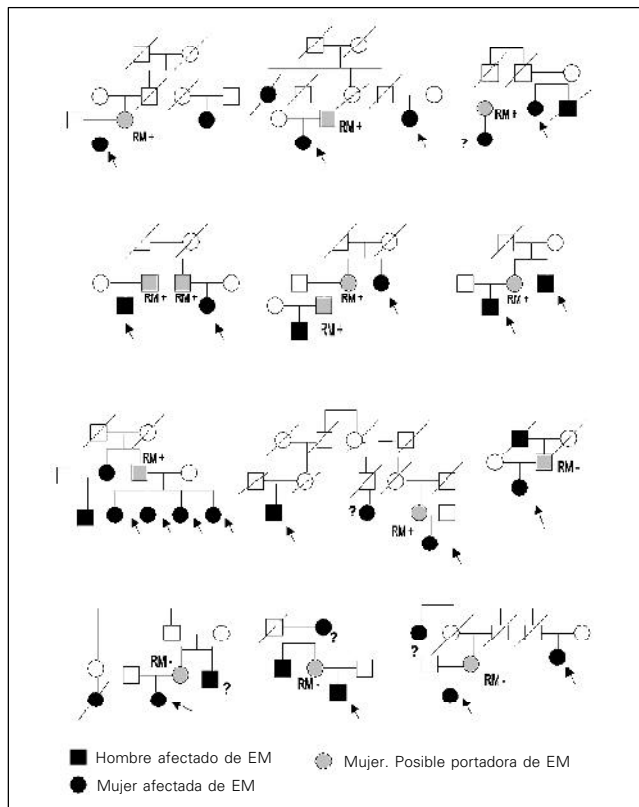 RM+
RM+
RM+
?
RM+ RM+
RM+
RM+
RM+
RM+
?
RM+
RM-
RM-
?
?
RM-
?
RM-
Hombre afectado de EM
Mujer. Posible portadora de EM
Mujer afectada de EM